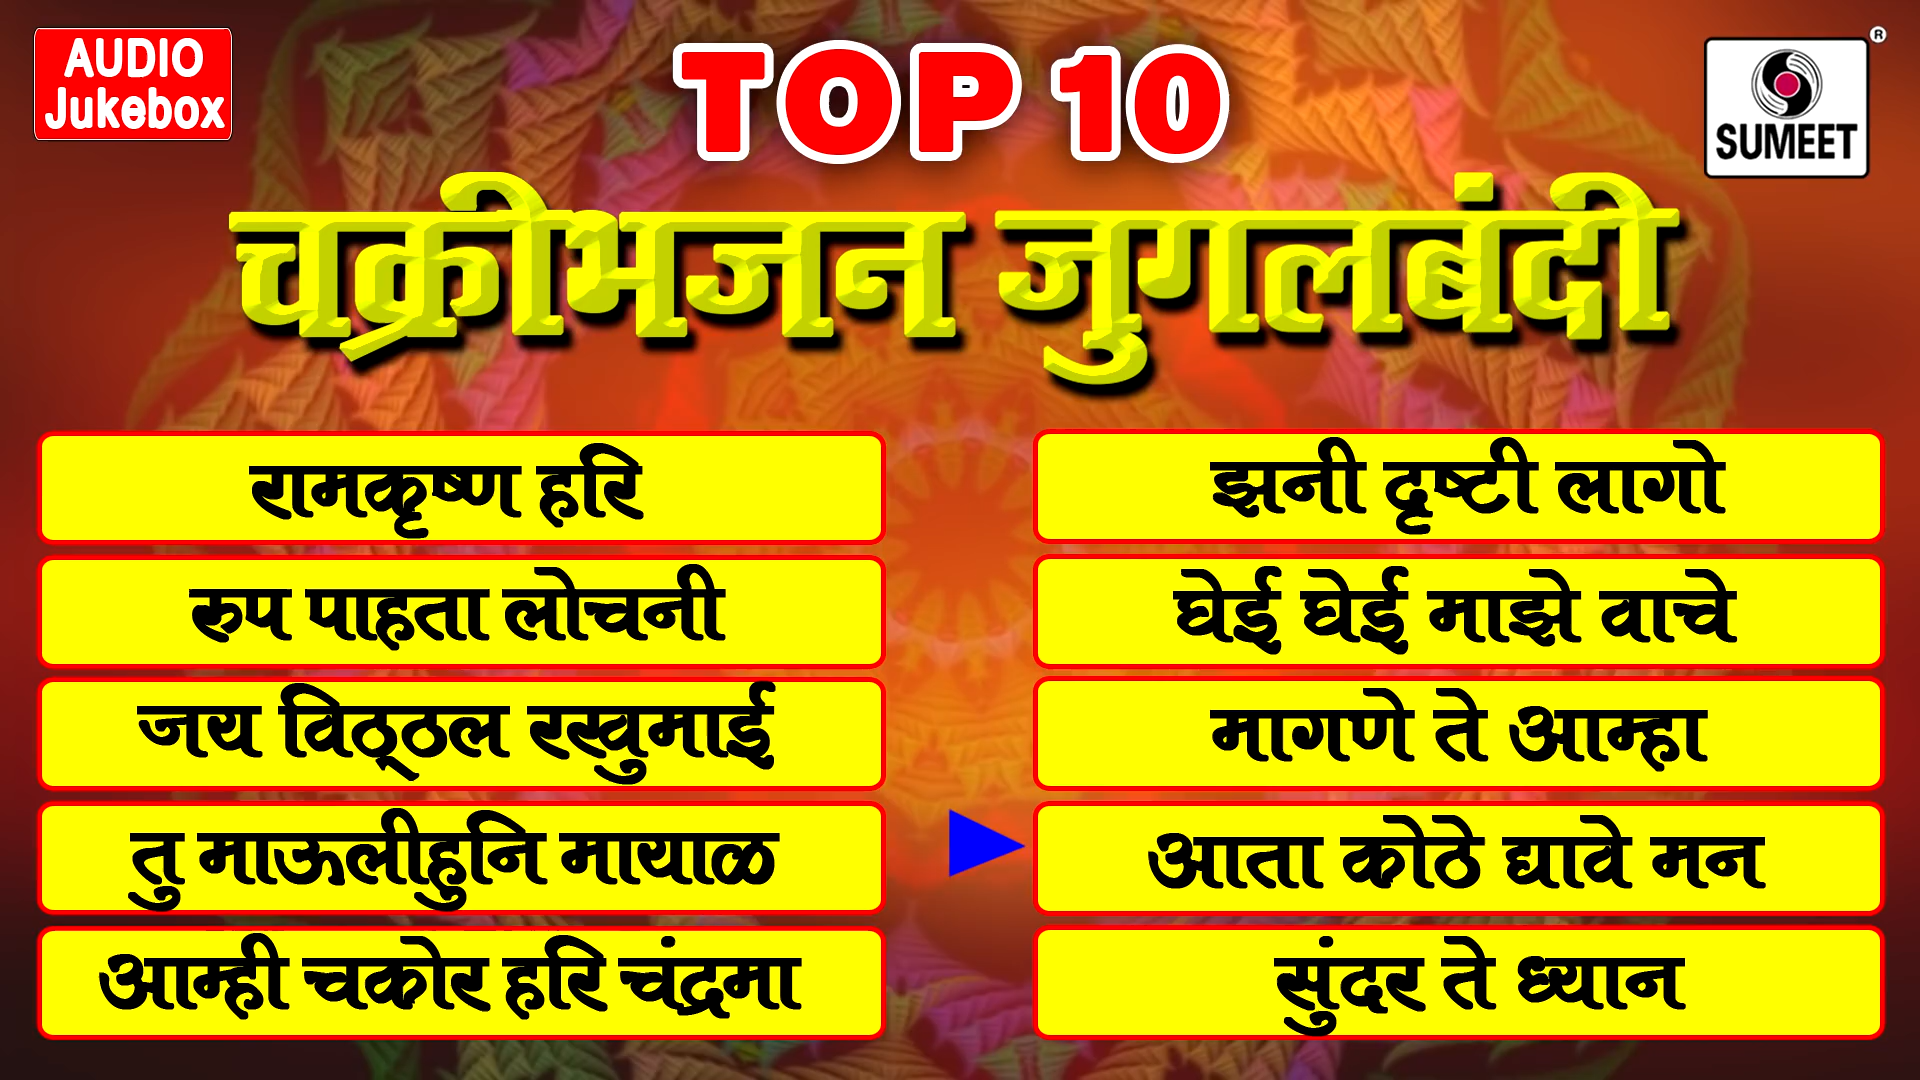 AUDIO
Jukebox
TOP 10
®
SUMEET
चक्रीभजन जुगलबंदी
रामकृष्ण हरि
रुप पाहता लोचनी
जय विठ्ठल रखुमाई
तु माऊलीहुनि मायाळ
आम्ही चकोर हरि चंद्रमा
झनी दृष्टी लागो
घेई घेई माझे वाचे
मागणे ते आम्हा
आता कोठे द्यावे मन
सुंदर ते ध्यान